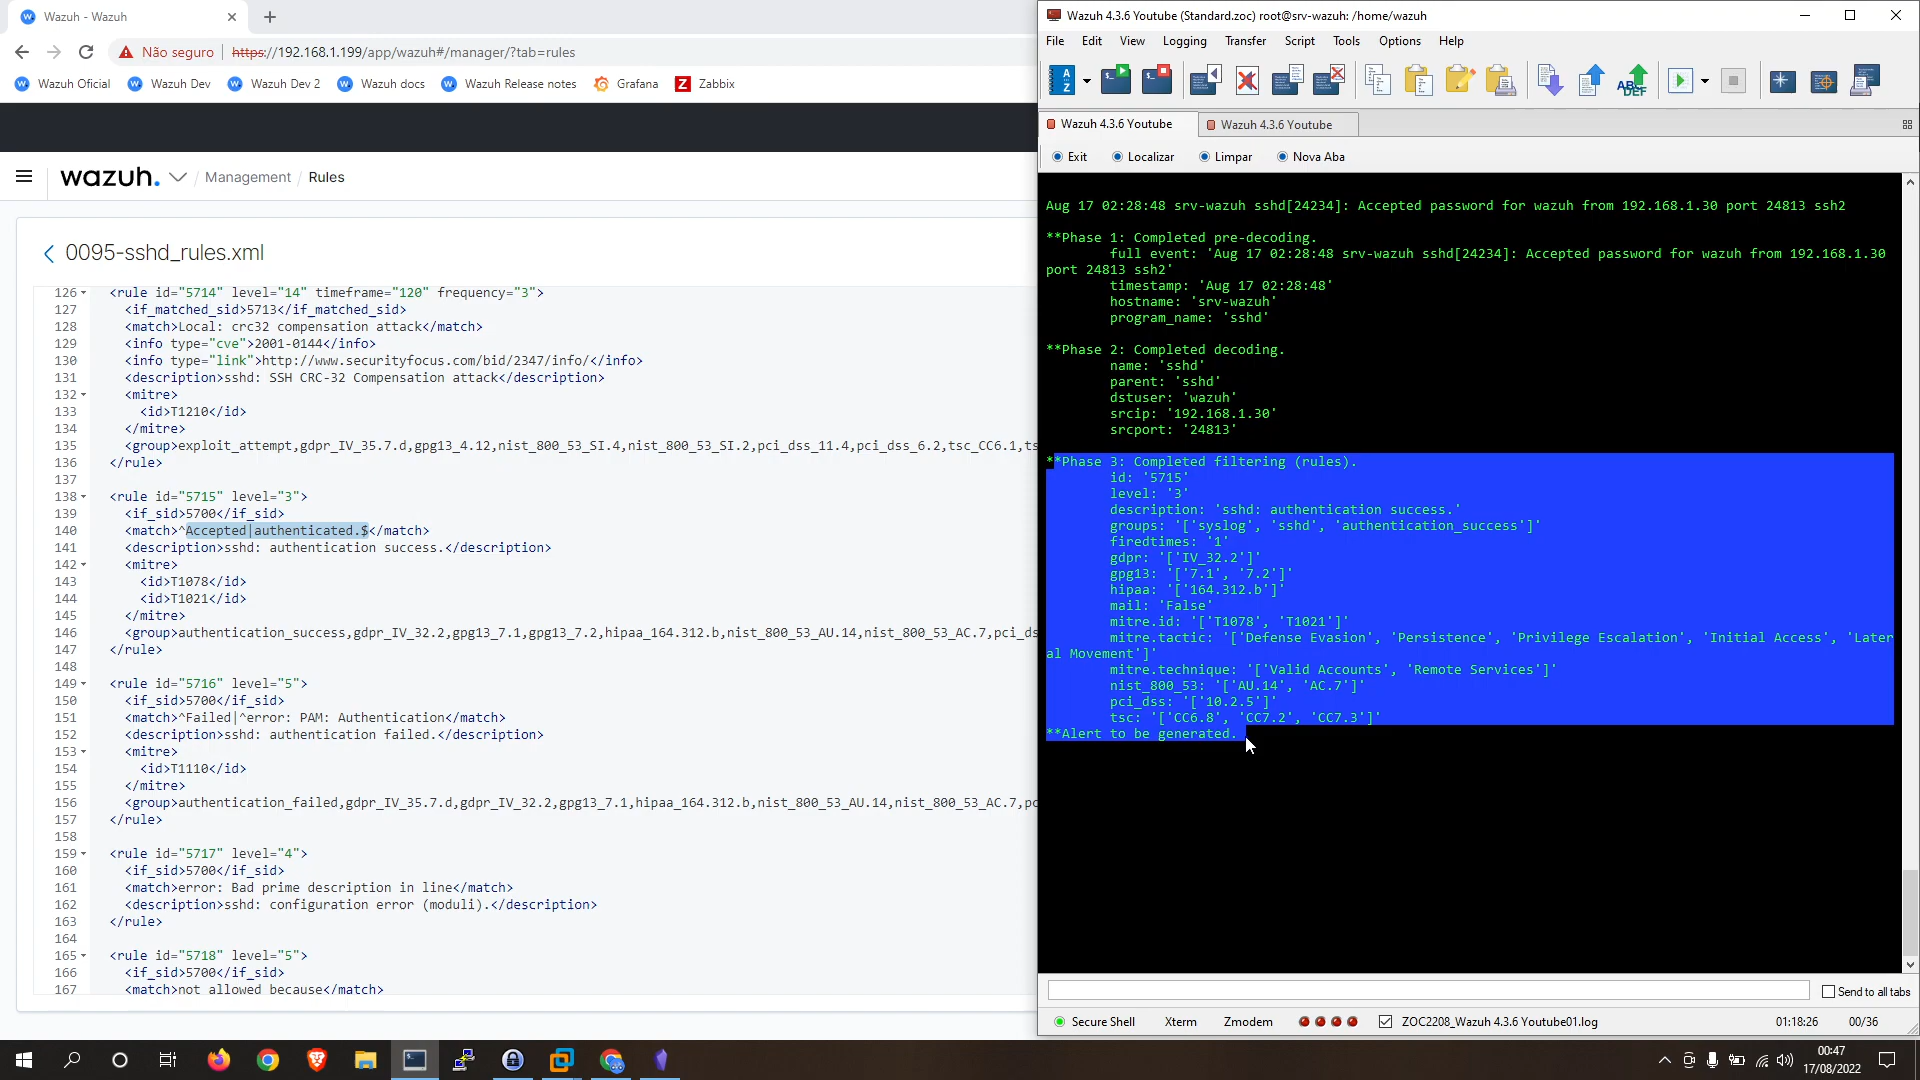 Wazuh - Wazuh
Não seguro
https://192.168.1.199/app/wazuh#/manager/?tab=rules
Wazuh Oficial
Wazuh Dev
Wazuh Dev 2
Wazuh docs
Wazuh Release notes
Grafana
Zabbix
wazuh.
/ Management / Rules
0095-sshd_rules.xml
126 <rule id="5714" level="14" timeframe="120" frequency="3">
127 <if_matched_sid>5713</if_matched_sid>
128 <match>Local: crc32 compensation attack</match>
129 <info type="cve">2001-0144</info>
130 <info type="link">http://www.securityfocus.com/bid/2347/info/</info>
131 <description>sshd: SSH CRC-32 Compensation attack</description>
132 <mitre>
133 <id>T1210</id>
134 </mitre>
135 <group>exploit_attempt,gdpr_IV_35.7.d,gpg13_4.12,nist_800_53_SI.4,nist_800_53_SI.2,pci_dss_11.4,pci_dss_6.2,tsc_CC6.1,ts
136 </rule>
137
138 <rule id="5715" level="3">
139 <if_sid>5700</if_sid>
140 <match>^Accepted|authenticated.$</match>
141 <description>sshd: authentication success.</description>
142 <mitre>
143 <id>T1078</id>
144 <id>T1021</id>
145 </mitre>
146 <group>authentication_success,gdpr_IV_32.2,gpg13_7.1,gpg13_7.2,hipaa_164.312.b,nist_800_53_AU.14,nist_800_53_AC.7,pci_ds
147 </rule>
148
149 <rule id="5716" level="5">
150 <if_sid>5700</if_sid>
151 <match>^Failed|^error: PAM: Authentication</match>
152 <description>sshd: authentication failed.</description>
153 <mitre>
154 <id>T1110</id>
155 </mitre>
156 <group>authentication_failed,gdpr_IV_35.7.d,gdpr_IV_32.2,gpg13_7.1,hipaa_164.312.b,nist_800_53_AU.14,nist_800_53_AC.7,pc
157 </rule>
158
159 <rule id="5717" level="4">
160 <if_sid>5700</if_sid>
161 <match>error: Bad prime description in line</match>
162 <description>sshd: configuration error (moduli).</description>
163 </rule>
164
165 <rule id="5718" level="5">
166 <if_sid>5700</if_sid>
167 <match>not allowed because</match>
Wazuh 4.3.6 Youtube (Standard.zoc) root@srv-wazuh: /home/wazuh
File Edit View Logging Transfer Script Tools Options Help
Wazuh 4.3.6 Youtube
Wazuh 4.3.6 Youtube
Exit Localizar Limpar Nova Aba
Aug 17 02:28:48 srv-wazuh sshd[24234]: Accepted password for wazuh from 192.168.1.30 port 24813 ssh2
**Phase 1: Completed pre-decoding.
full event: 'Aug 17 02:28:48 srv-wazuh sshd[24234]: Accepted password for wazuh from 192.168.1.30
port 24813 ssh2'
timestamp: 'Aug 17 02:28:48'
hostname: 'srv-wazuh'
program_name: 'sshd'
**Phase 2: Completed decoding.
name: 'sshd'
parent: 'sshd'
dstuser: 'wazuh'
srcip: '192.168.1.30'
srcport: '24813'
**Phase 3: Completed filtering (rules).
id: '5715'
level: '3'
description: 'sshd: authentication success.'
groups: '['syslog', 'sshd', 'authentication_success']'
firedtimes: '1'
gdpr: '['IV_32.2']'
gpg13: '['7.1', '7.2']'
hipaa: '['164.312.b']'
mail: 'False'
mitre.id: '['T1078', 'T1021']'
mitre.tactic: '['Defense Evasion', 'Persistence', 'Privilege Escalation', 'Initial Access', 'Later
al Movement']'
mitre.technique: '['Valid Accounts', 'Remote Services']'
nist_800_53: '['AU.14', 'AC.7']'
pci_dss: '['10.2.5']'
tsc: '['CC6.8', 'CC7.2', 'CC7.3']'
**Alert to be generated.
Send to all tabs
Secure Shell Xterm Zmodem ZOC2208_Wazuh 4.3.6 Youtube01.log 01:18:26 00/36
00:47
17/08/2022